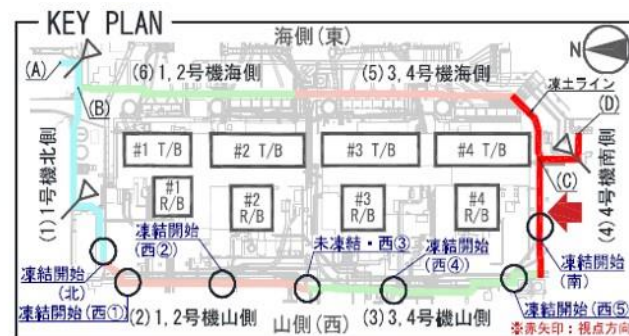 KEY PLAN
海側(東)
N
(A)
(6) 1, 2号機海側
(5) 3, 4号機海側
凍土ライン
(B)
(D)
#1 T/B
#2 T/B
#3 T/B
#4 T/B
(1) 1号機北側
(C)
(4) 4号機南側
#1
R/B
#2
R/B
#3
R/B
#4
R/B
凍結開始
(西②)
未凍結・西③
凍結開始
(西④)
凍結開始
(北)
凍結開始
(南)
凍結開始(西①)
凍結開始(西⑤)
(2) 1, 2号機山側
山側(西)
(3) 3, 4号機山側
※赤矢印:視点方向